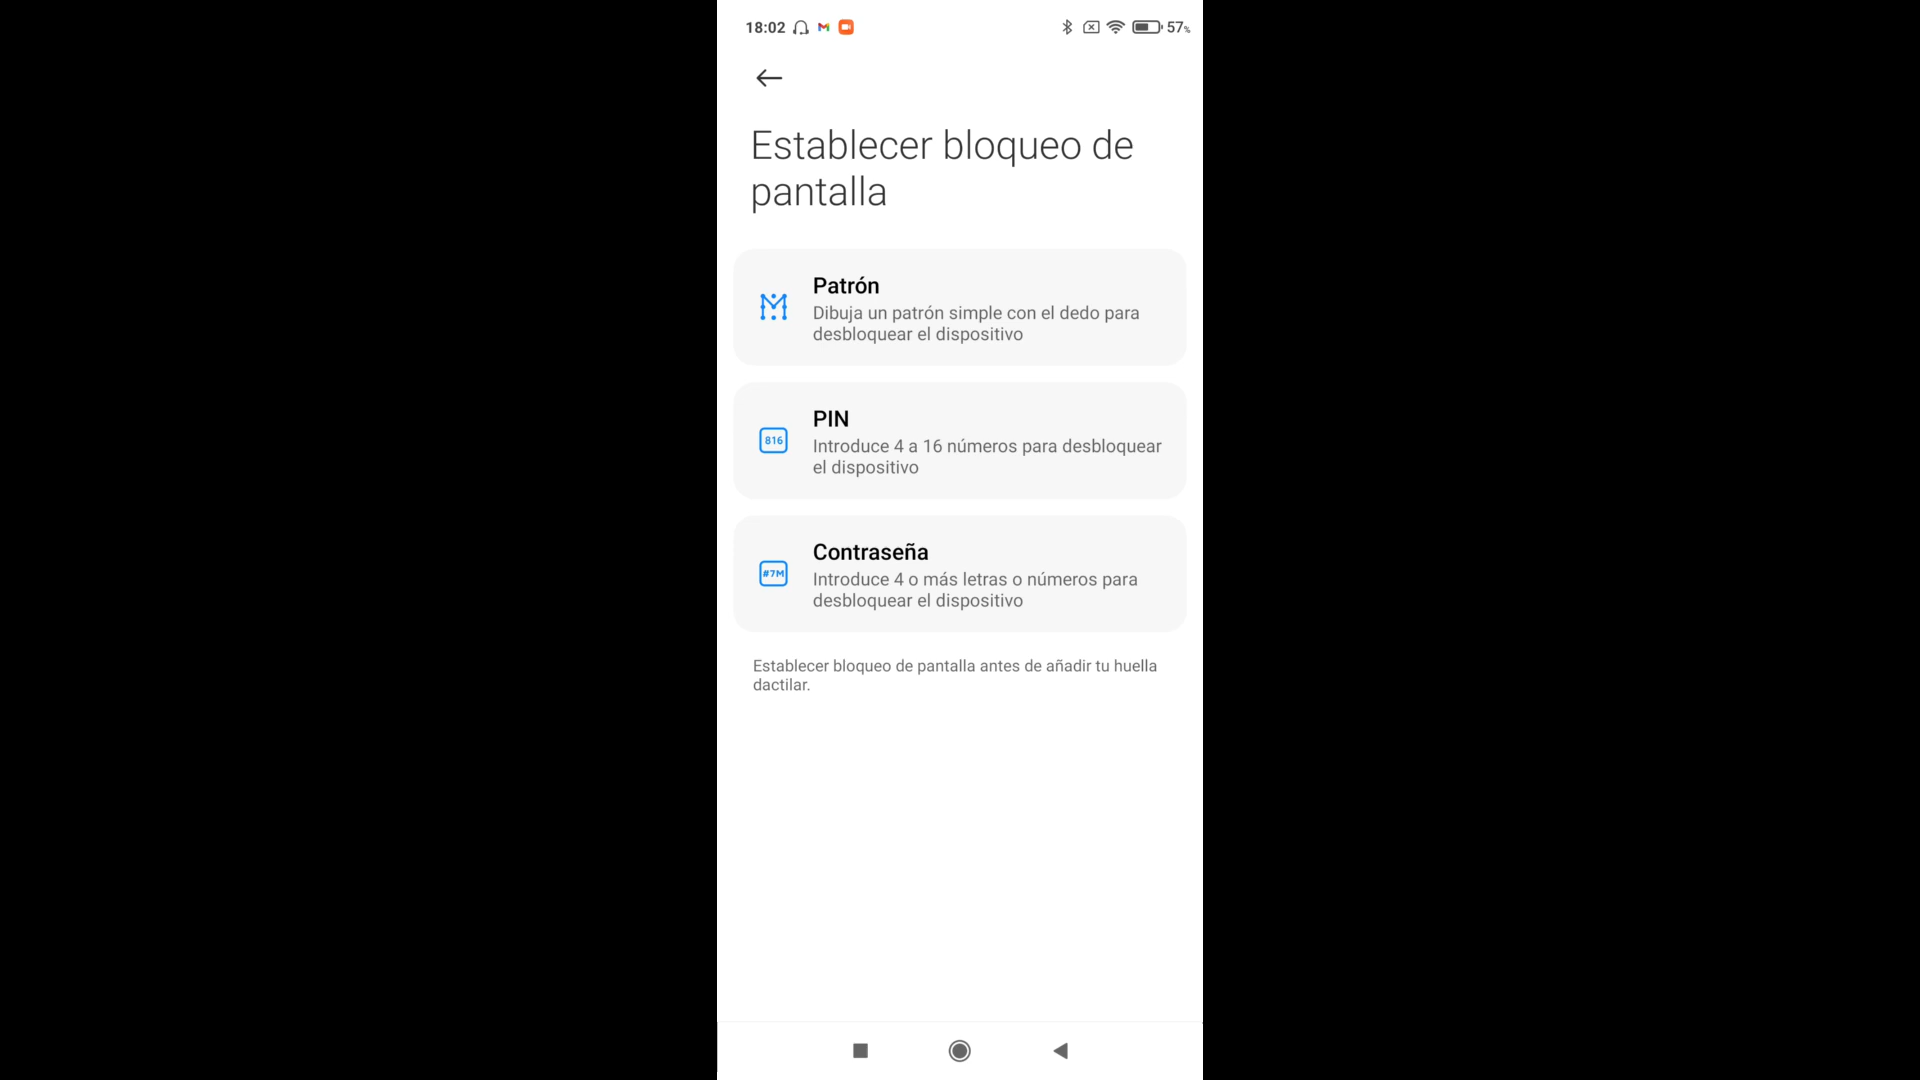 18:02
57%
Establecer bloqueo de
pantalla
Patrón
Dibuja un patrón simple con el dedo para
desbloquear el dispositivo
816
PIN
Introduce 4 a 16 números para desbloquear
el dispositivo
#7M
Contraseña
Introduce 4 o más letras o números para
desbloquear el dispositivo
Establecer bloqueo de pantalla antes de añadir tu huella
dactilar.